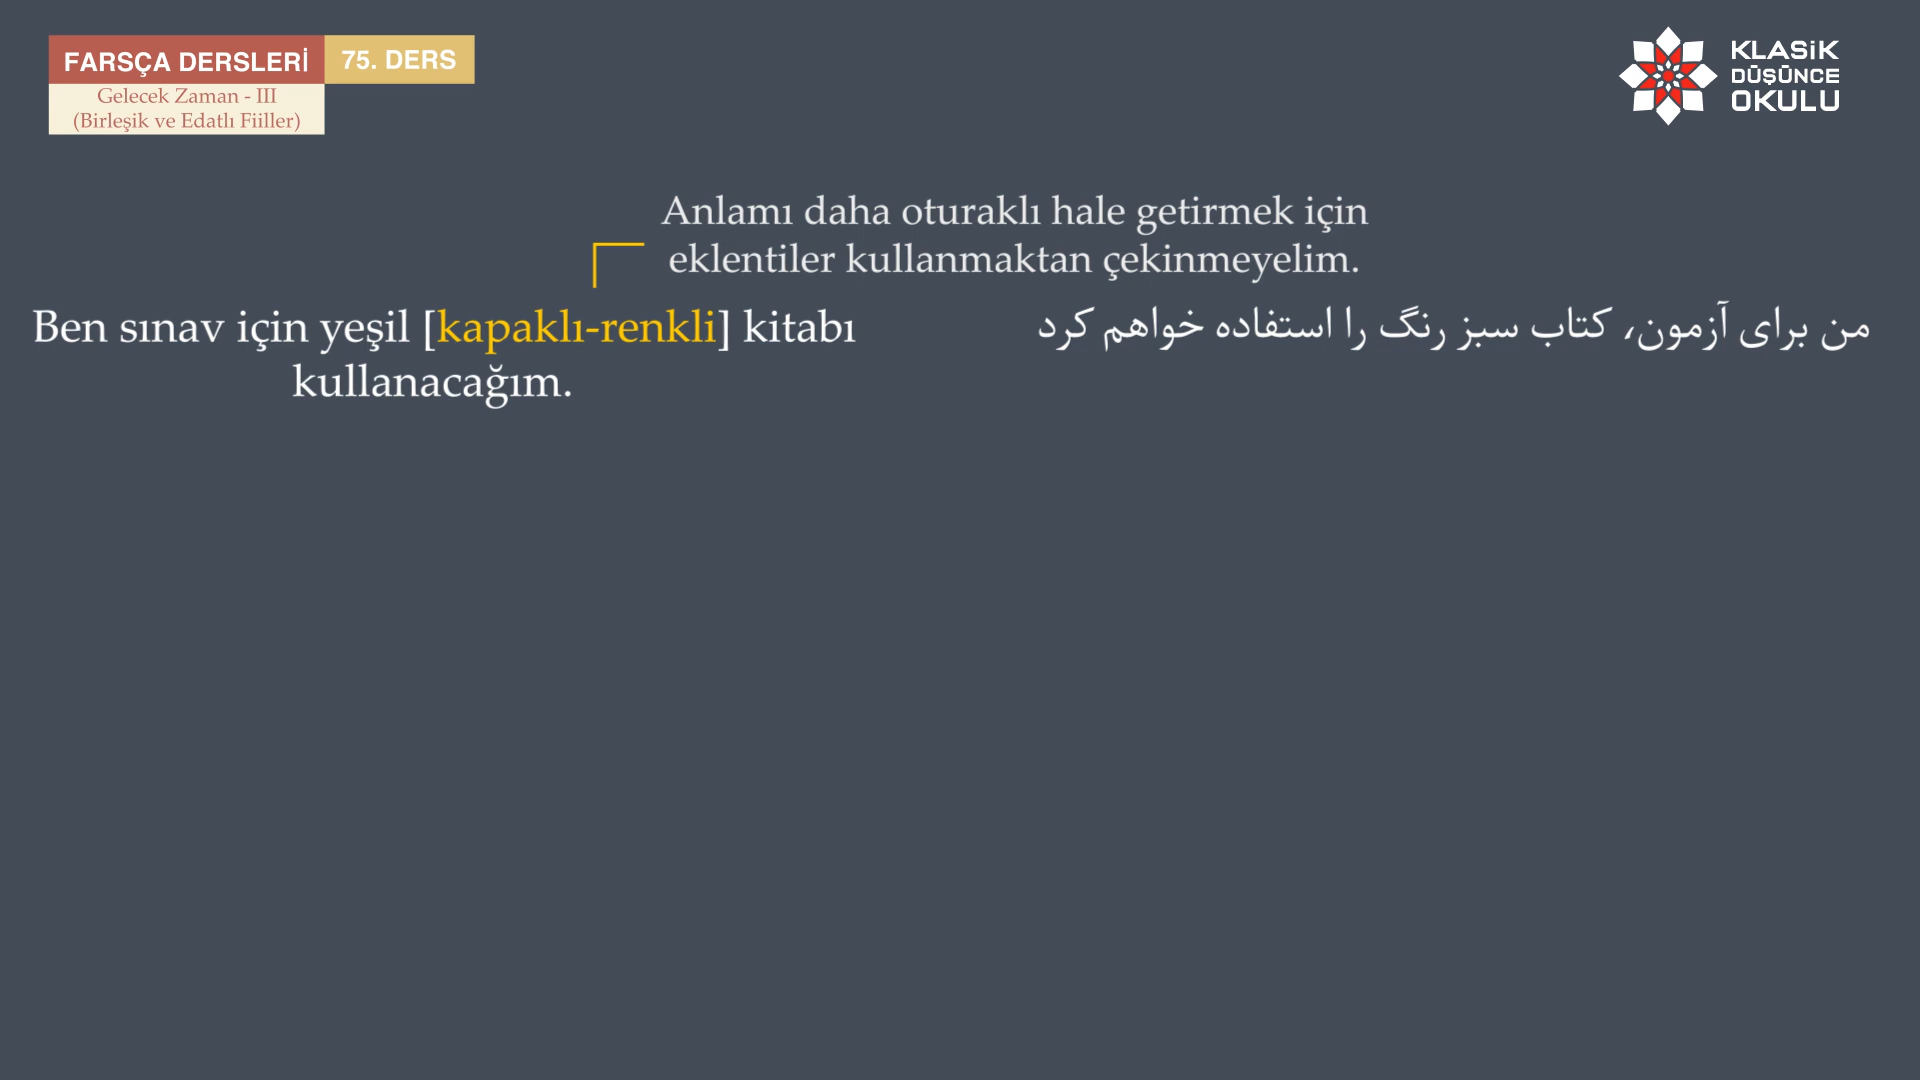 FARSÇA DERSLERİ
75. DERS
Gelecek Zaman - III
(Birleşik ve Edatlı Fiiller)
KLASiK
DÜŞÜNCE
OKULU
Anlamı daha oturaklı hale getirmek için
eklentiler kullanmaktan çekinmeyelim.
Ben sınav için yeşil [kapaklı-renkli] kitabı
kullanacağım.
من برای آزمون، کتاب سبز رنگ را استفاده خواهم کرد